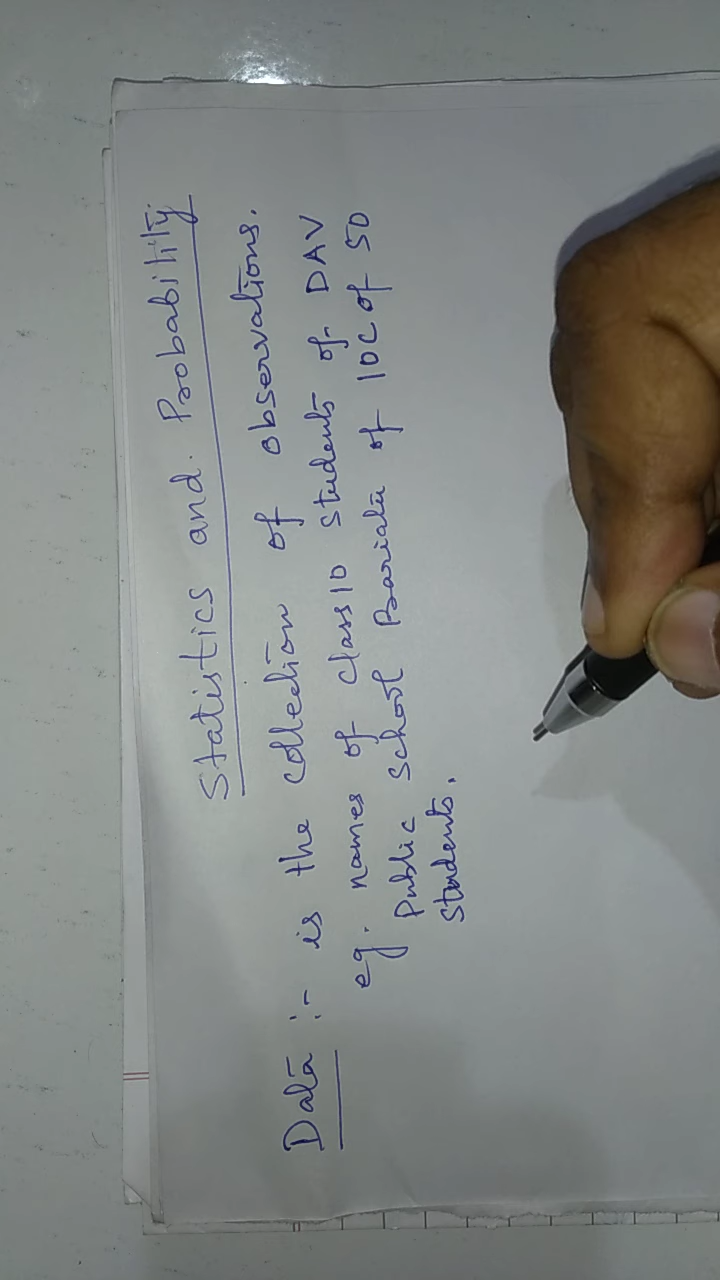 Statistics and. Probability
Data :- is the collection of observations.
eg. names of class 10 students of DAV
Public School Bariatu of 10C of 50
Students.